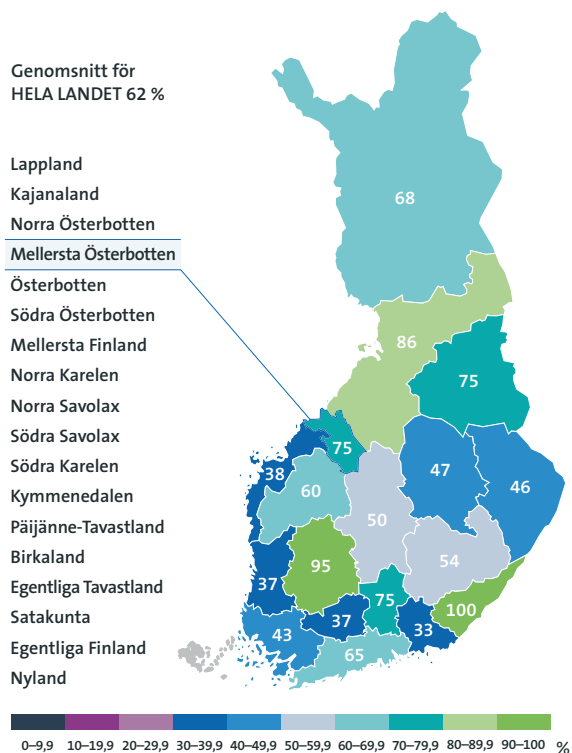 Genomsnitt för
HELA LANDET 62 %
Lappland
Kajanaland
Norra Österbotten
Mellersta Österbotten
Österbotten
Södra Österbotten
Mellersta Finland
Norra Karelen
Norra Savolax
Södra Savolax
Södra Karelen
Kymmenedalen
Päijänne-Tavastland
Birkaland
Egentliga Tavastland
Satakunta
Egentliga Finland
Nyland
68
86
75
75
38
47
46
60
50
95
54
37
75
100
37
33
43
65
0–9,9 10–19,9 20–29,9 30–39,9 40–49,9 50–59,9 60–69,9 70–79,9 80–89,9 90–100 %